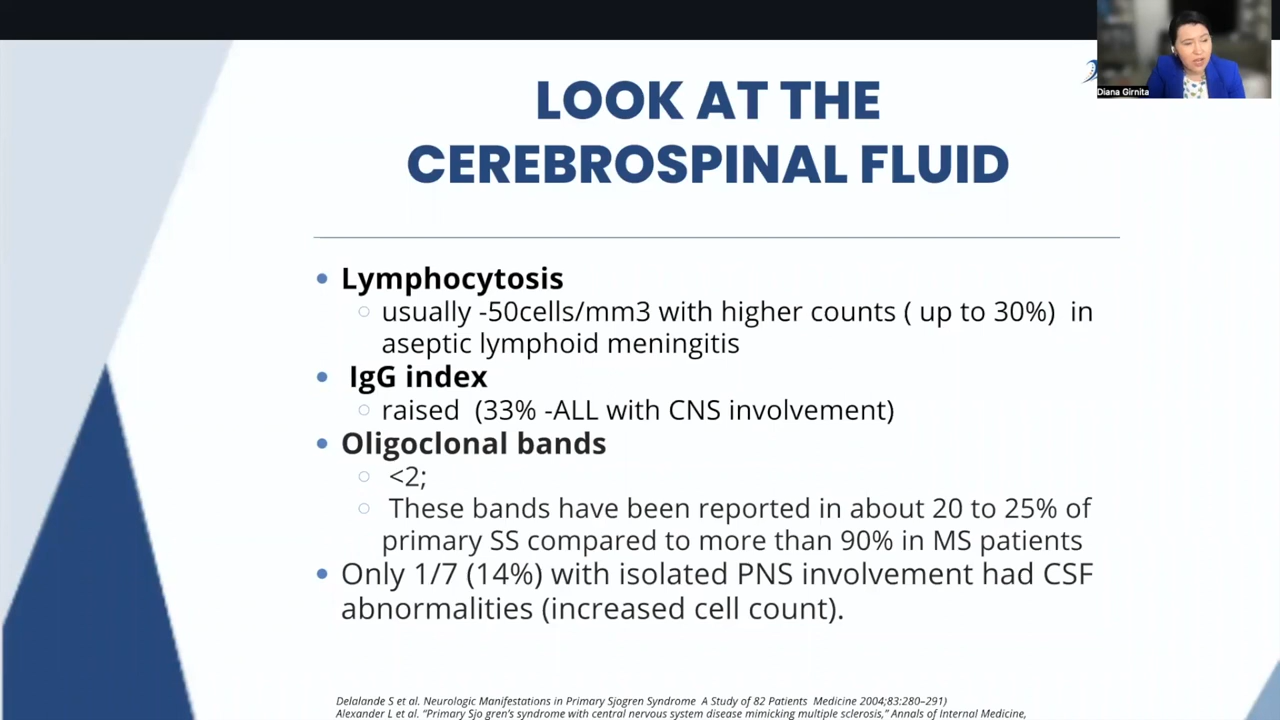 Diana Girnita
LOOK AT THE
CEREBROSPINAL FLUID
Lymphocytosis
usually -50cells/mm3 with higher counts ( up to 30%) in
aseptic lymphoid meningitis
IgG index
raised (33% -ALL with CNS involvement)
Oligoclonal bands
<2;
These bands have been reported in about 20 to 25% of
primary SS compared to more than 90% in MS patients
Only 1/7 (14%) with isolated PNS involvement had CSF
abnormalities (increased cell count).
Delalande S et al. Neurologic Manifestations in Primary Sjogren Syndrome A Study of 82 Patients Medicine 2004;83:280–291)
Alexander L et al. “Primary Sjo gren’s syndrome with central nervous system disease mimicking multiple sclerosis,” Annals of Internal Medicine,